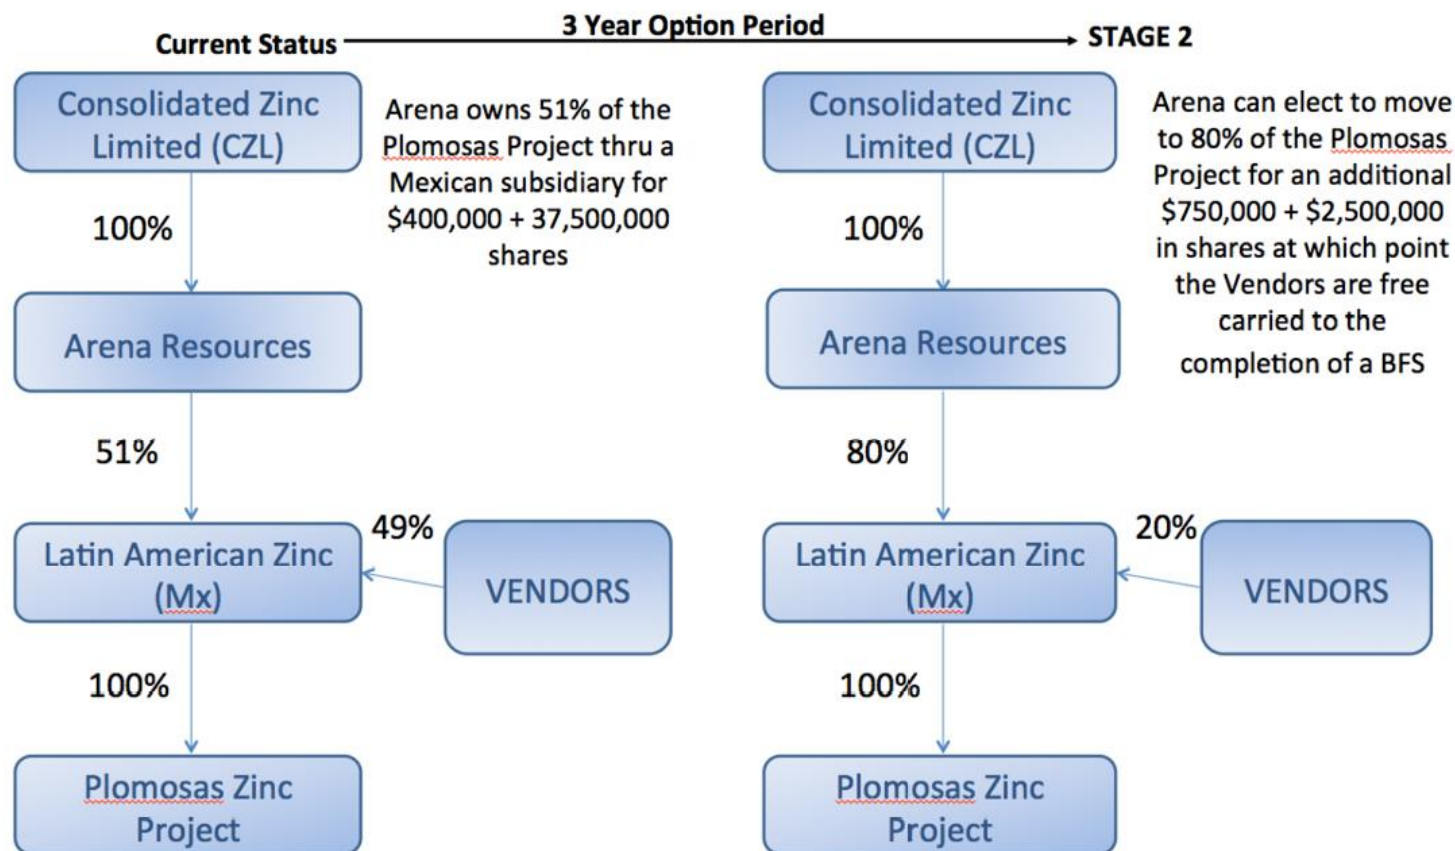 Current Status
3 Year Option Period
STAGE 2
Consolidated Zinc
Limited (CZL)
Arena owns 51% of the
Plomosas Project thru a
Mexican subsidiary for
$400,000 + 37,500,000
shares
100%
Arena Resources
51%
Latin American Zinc
(Mx)
49%
VENDORS
100%
Plomosas Zinc
Project
Consolidated Zinc
Limited (CZL)
Arena can elect to move
to 80% of the Plomosas
Project for an additional
$750,000 + $2,500,000
in shares at which point
the Vendors are free
carried to the
completion of a BFS
100%
Arena Resources
80%
Latin American Zinc
(Mx)
20%
VENDORS
100%
Plomosas Zinc
Project